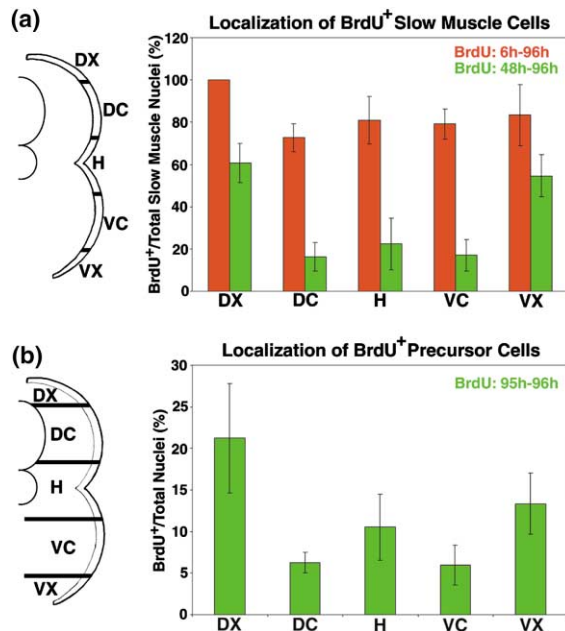 (a)
Localization of BrdU+ Slow Muscle Cells
DX
DC
H
VC
VX
BrdU+/Total Slow Muscle Nuclei (%)
120
100
80
60
40
20
0
BrdU: 6h-96h
BrdU: 48h-96h
DX DC H VC VX
(b)
Localization of BrdU+ Precursor Cells
DX
DC
H
VC
VX
BrdU+/Total Nuclei (%)
30
25
20
15
10
5
0
BrdU: 95h-96h
DX DC H VC VX